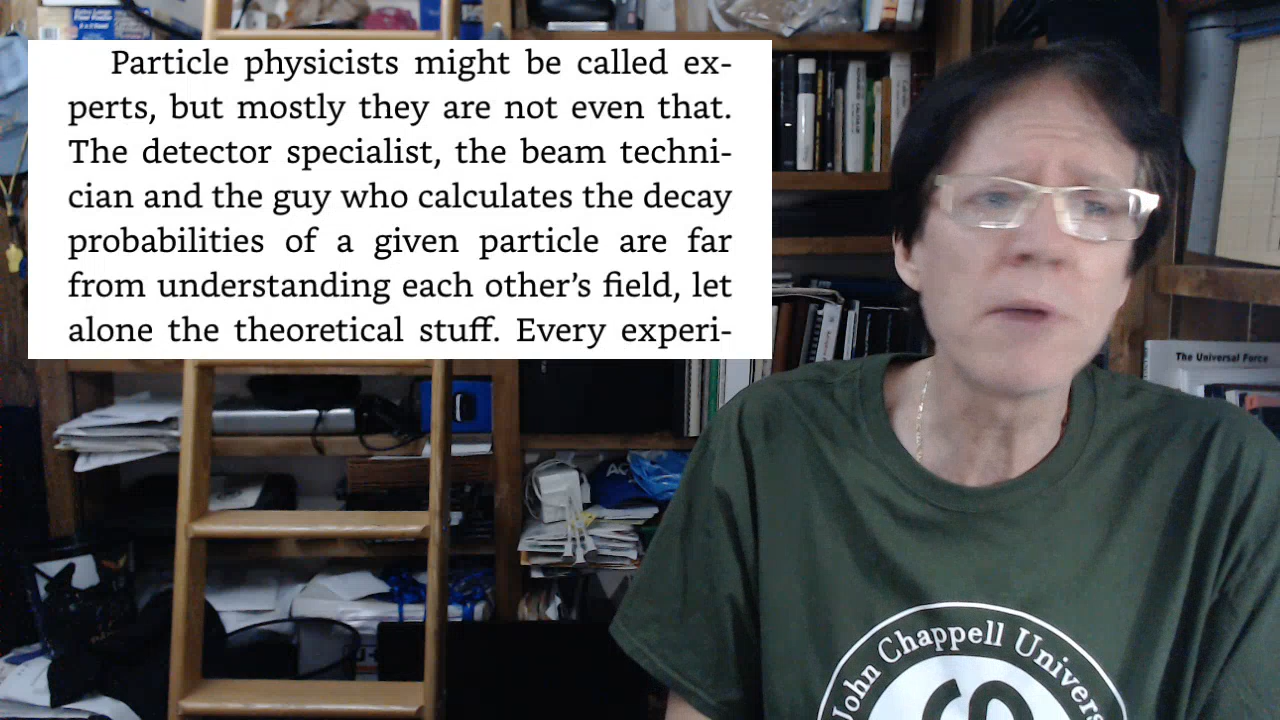 Particle physicists might be called ex-
perts, but mostly they are not even that.
The detector specialist, the beam techni-
cian and the guy who calculates the decay
probabilities of a given particle are far
from understanding each other’s field, let
alone the theoretical stuff. Every experi-
The Universal Force
John Chappell Univers